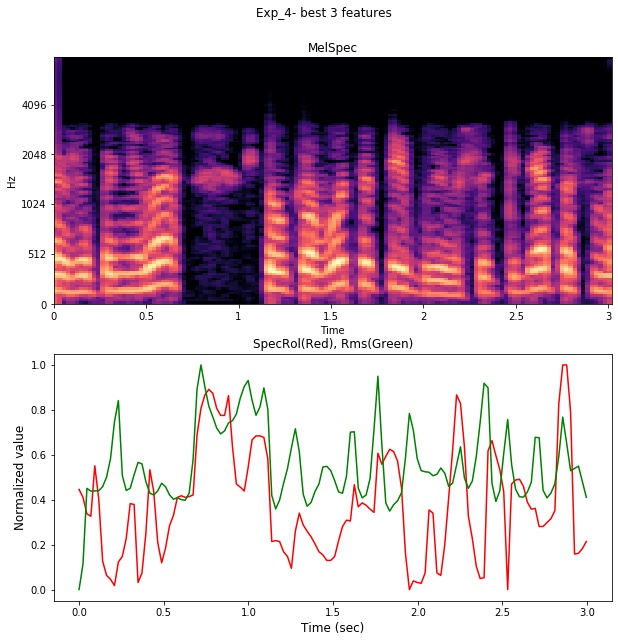 Exp_4- best 3 features
MelSpec
4096
2048
1024
512
0
Hz
0 0.5 1 1.5 2 2.5 3
Time
SpecRol(Red), Rms(Green)
1.0
0.8
0.6
0.4
0.2
0.0
Normalized value
0.0 0.5 1.0 1.5 2.0 2.5 3.0
Time (sec)